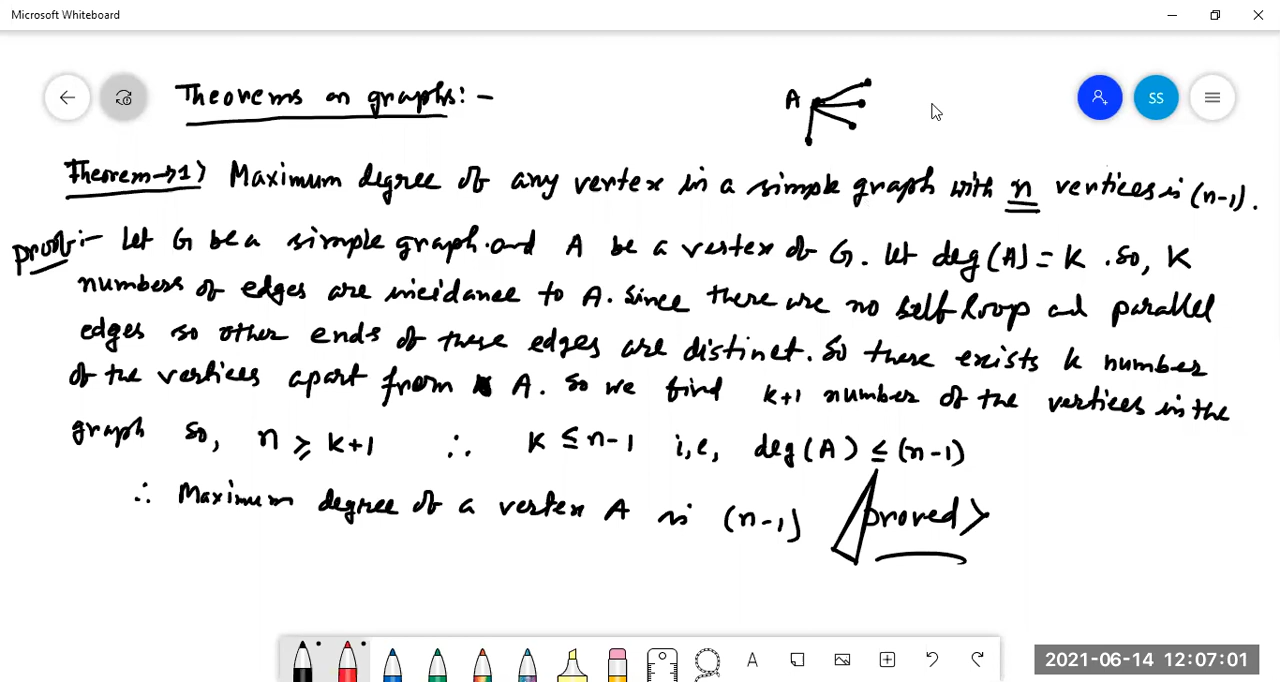 Microsoft Whiteboard
Theorems on graphs:-
A
SS
Theorem→1) Maximum degree of any vertex in a simple graph with n vertices is (n-1).
Proof:- Let G be a simple graph.and A be a vertex of G. Let deg(A) = K .So, K
numbers of edges are incidance to A. Since there are no self loop and parallel
edges so other ends of these edges are distinct. So there exists k number
of the vertices apart from A. So we find k+1 number of the vertices in the
graph so, n ≥ k+1 ∴ K ≤ n-1 i,e, deg(A) ≤ (n-1)
∴ Maximum degree of a vertex A is (n-1) proved>
A
2021-06-14 12:07:01